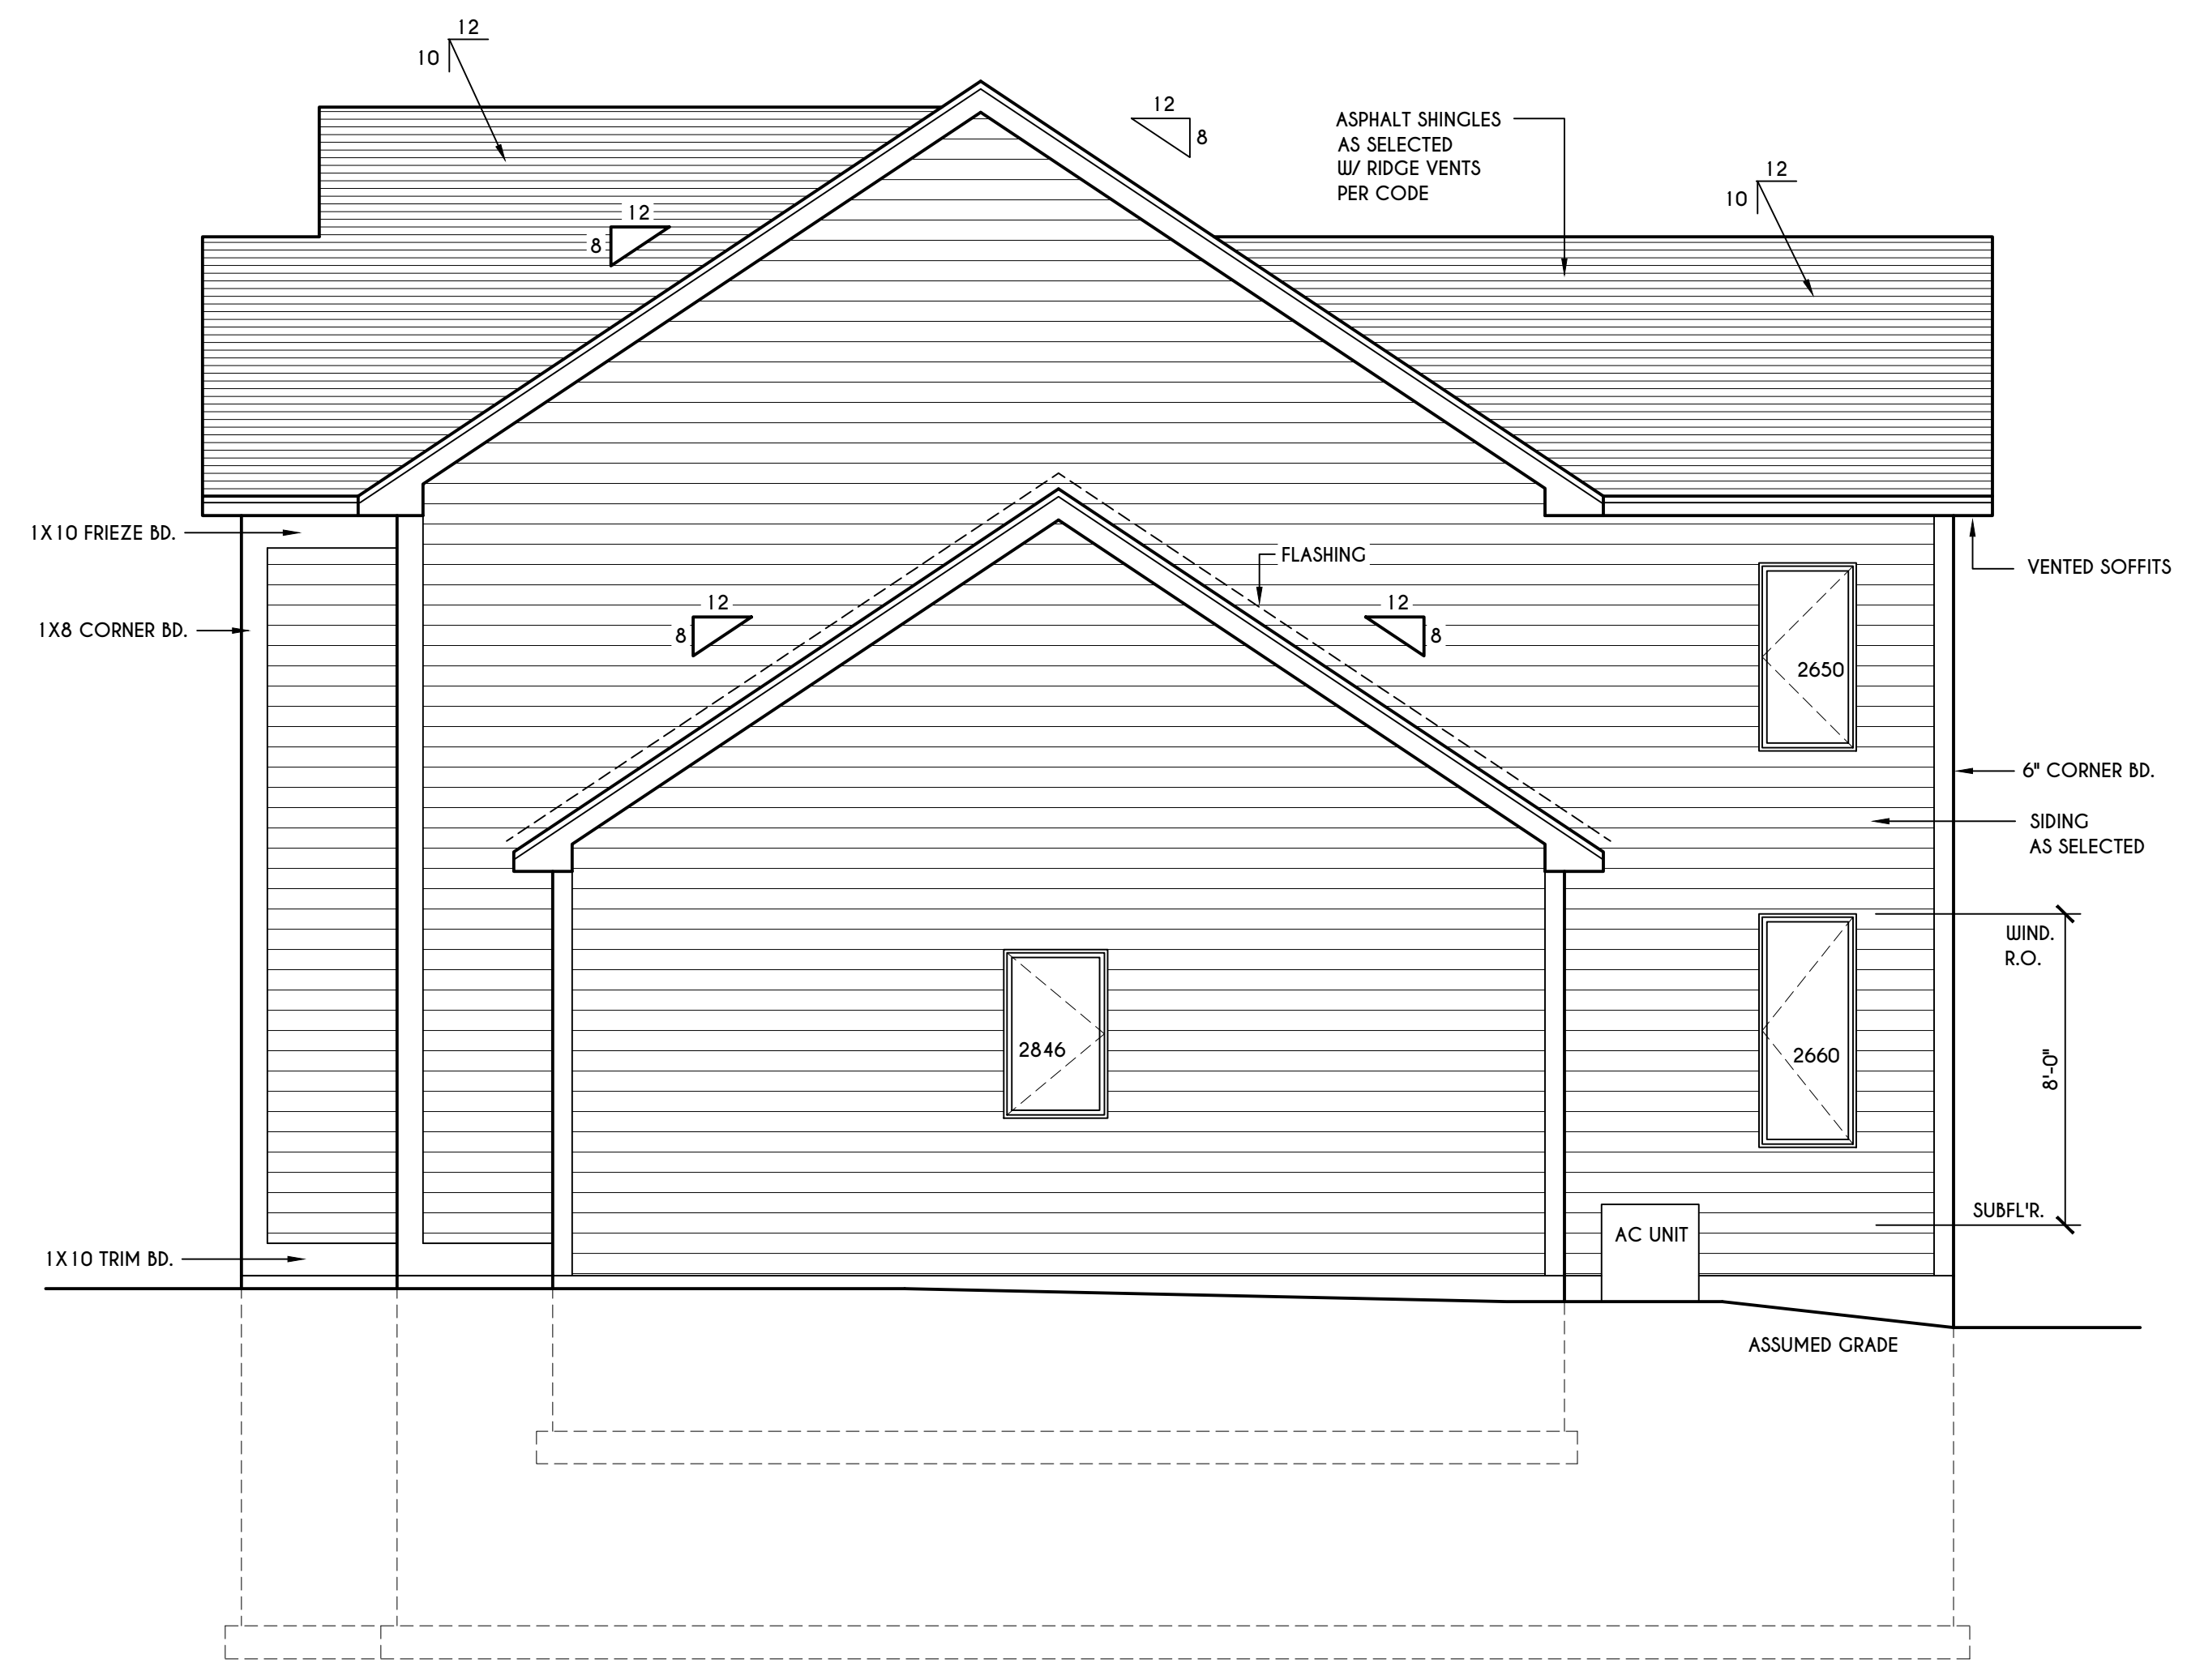 12
10
12
8
ASPHALT SHINGLES
AS SELECTED
W/ RIDGE VENTS
PER CODE
12
10
12
8
1X10 FRIEZE BD.
FLASHING
VENTED SOFFITS
1X8 CORNER BD.
12
8
12
8
2650
6" CORNER BD.
SIDING
AS SELECTED
WIND.
R.O.
2846
2660
8'-0"
SUBFL'R.
AC UNIT
1X10 TRIM BD.
ASSUMED GRADE